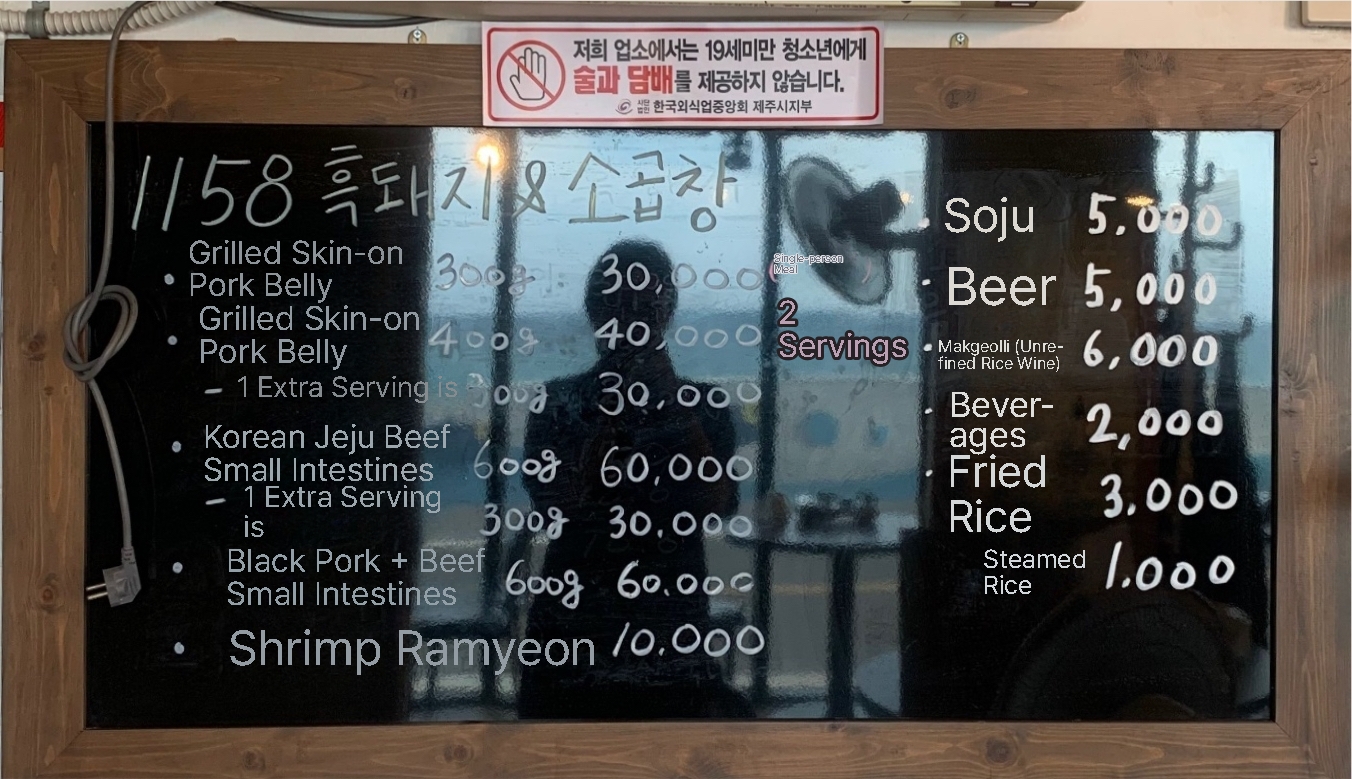 저희 업소에서는 19세미만 청소년에게
술과 담배를 제공하지 않습니다.
사단법인 한국외식업중앙회 제주시지부
1158 흑돼지 & 소곱창
• Grilled Skin-on
Pork Belly 300g 30,000 (Single-person
Meal)
• Grilled Skin-on
Pork Belly 400g 40,000 2
Servings
- 1 Extra Serving is 300g 30,000
• Korean Jeju Beef
Small Intestines 600g 60,000
- 1 Extra Serving
is 300g 30.000
• Black Pork + Beef
Small Intestines 600g 60.000
• Shrimp Ramyeon 10.000
• Soju 5,000
• Beer 5,000
• Makgeolli (Unre-
fined Rice Wine) 6,000
• Bever-
ages 2,000
• Fried
Rice 3.000
Steamed
Rice 1.000